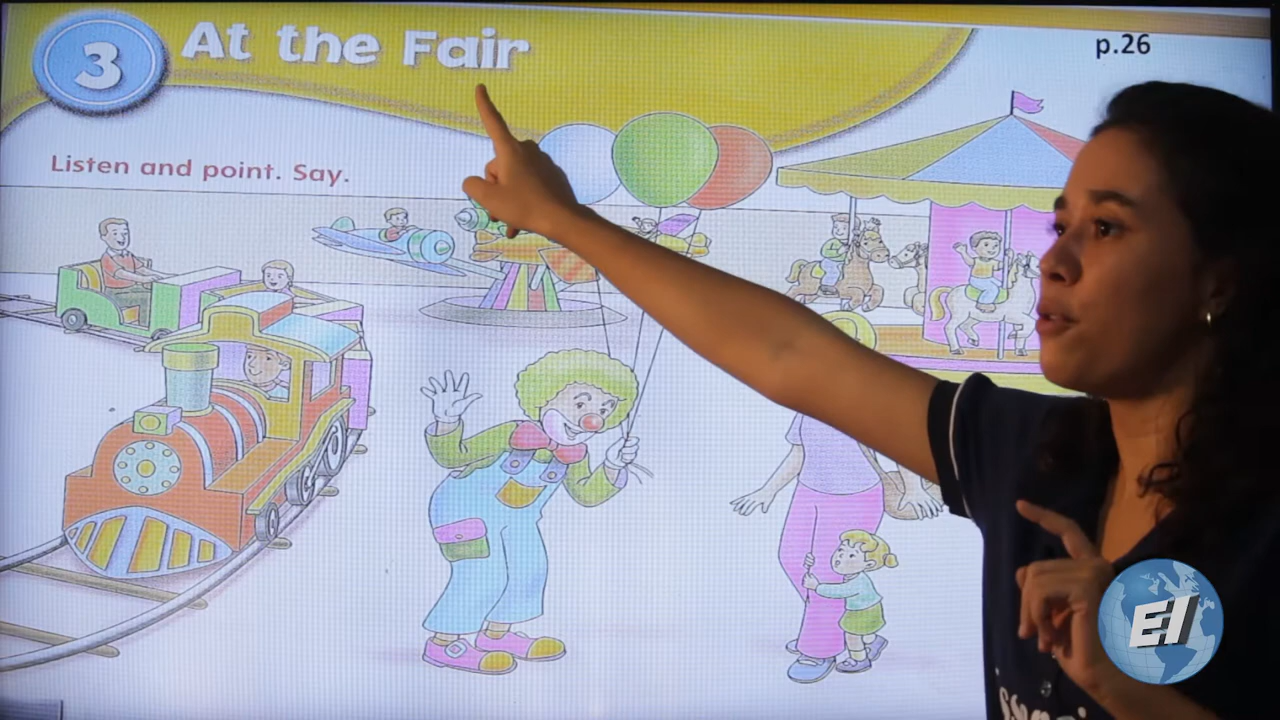 3
At the Fair
p.26
Listen and point. Say.
EI